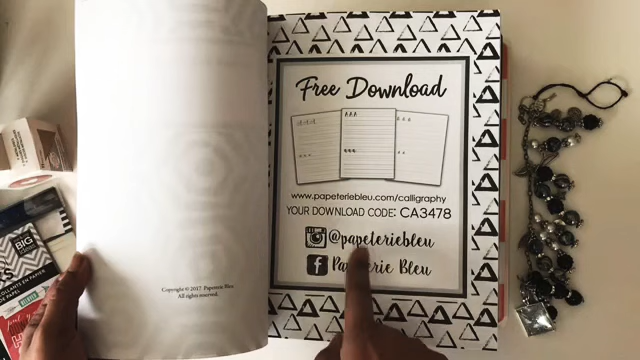 Copyright © 2017. Papeterie Bleu
All rights reserved.
Free Download
www.papeteriebleu.com/calligraphy
YOUR DOWNLOAD CODE: CA3478
@papeteriebleu
Papeterie Bleu
BIG